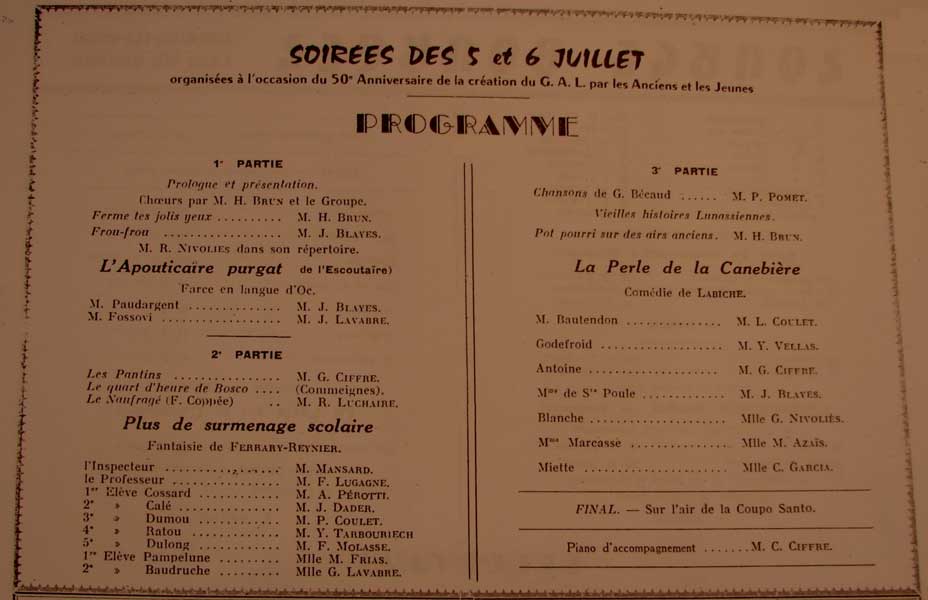 SOIRÉES DES 5 et 6 JUILLET
organisées à l'occasion du 50e Anniversaire de la création du G. A. L. par les Anciens et les Jeunes
PROGRAMME
1e PARTIE
Prologue et présentation.
Chœurs par M. H. BRUN et le Groupe.
Ferme tes jolis yeux .......... M. H. BRUN.
Frou-frou ................. M. J. BLAYES.
M. R. NIVOLIES dans son répertoire.
L'Apouticaïre purgat de l'Escoutaïre)
Farce en langue d'Oc.
M. Paudargent ............. M. J. BLAYES.
M. Fossovi ................. M. J. LAVABRE.
2e PARTIE
Les Pantins ................ M. G. CIFFRE.
Le quart d'heure de Bosco .... (Commeignes).
Le Naufragé (F. Coppée) .. M. R. LUCHAIRE.
Plus de surmenage scolaire
Fantaisie de FERRARY-REYNIER.
l'Inspecteur ................ M. MANSARD.
le Professeur ............... M. F. LUGAGNE.
1er Elève Cossard ........... M. A. PÉROTTI.
2e » Calé ............... M. J. DADER.
3e » Dumou ........... M. P. COULET.
4e » Ratou ............. M. Y. TARBOURIECH
5e » Dulong ........... M. F. MOLASSE.
1re Elève Pampelune ......... Mlle M. FRIAS.
2e » Baudruche ......... Mlle G. LAVABRE.
3e PARTIE
Chansons de G. Bécaud ...... M. P. POMET.
Vieilles histoires Lunassiennes.
Pot pourri sur des airs anciens. M. H. BRUN.
La Perle de la Canebière
Comédie de LABICHE.
M. Bautendon .............. M. L. COULET.
Godefroid .................. M. Y. VELLAS.
Antoine .................... M. G. CIFFRE.
Mme de Ste Poule ............ M. J. BLAYES.
Blanche .................... Mlle G. NIVOLIÈS.
Mme Marcasse ............... Mlle M. AZAÏS.
Miette ..................... Mlle C. GARCIA.
FINAL. — Sur l'air de la Coupo Santo.
Piano d'accompagnement .......M. C. CIFFRE.